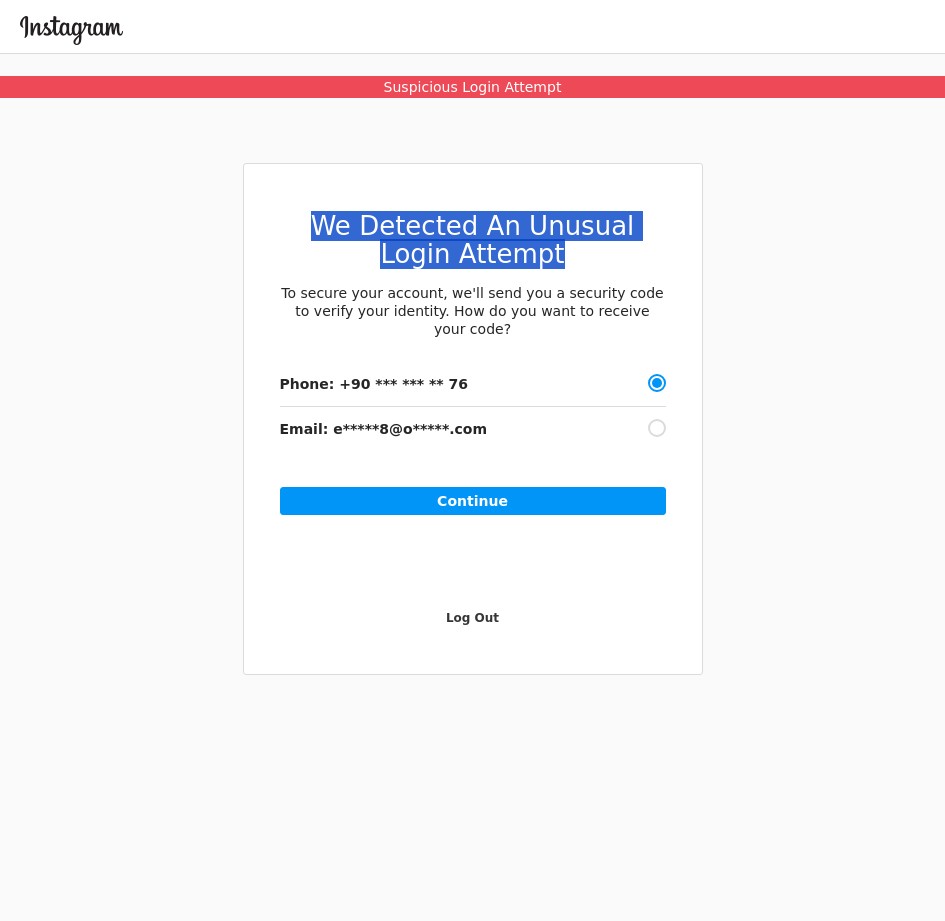 Instagram
Suspicious Login Attempt
We Detected An Unusual
Login Attempt
To secure your account, we'll send you a security code
to verify your identity. How do you want to receive
your code?
Phone: +90 *** *** ** 76
Email: e*****8@o*****.com
Continue
Log Out